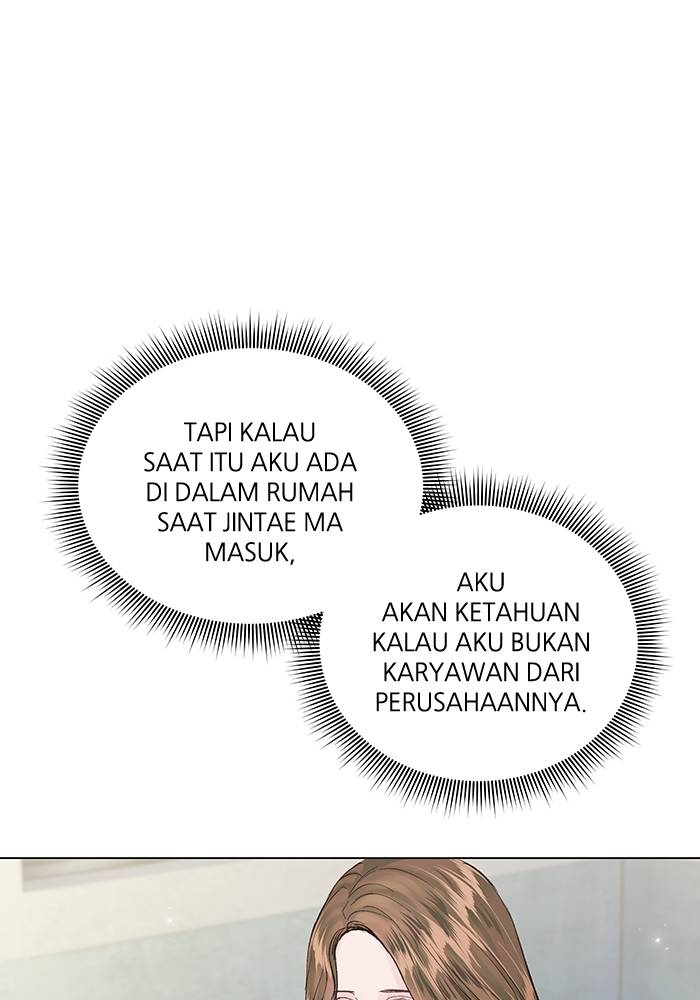 TAPI KALAU
SAAT ITU AKU ADA
DI DALAM RUMAH
SAAT JINTAE MA
MASUK,
AKU
AKAN KETAHUAN
KALAU AKU BUKAN
KARYAWAN DARI
PERUSAHAANNYA.